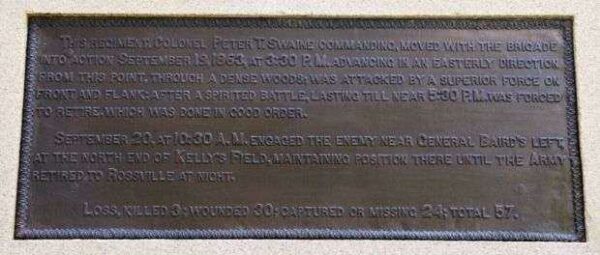 THIS REGIMENT, COLONEL PETER T. SWAINE COMMANDING, MOVED WITH THE BRIGADE
INTO ACTION SEPTEMBER 19, 1863, AT 3:30 P.M. ADVANCING IN AN EASTERLY DIRECTION
FROM THIS POINT, THROUGH A DENSE WOODS; WAS ATTACKED BY A SUPERIOR FORCE ON
FRONT AND FLANK; AFTER A SPIRITED BATTLE, LASTING TILL NEAR 5:30 P.M. WAS FORCED
TO RETIRE, WHICH WAS DONE IN GOOD ORDER.
SEPTEMBER 20, AT 10:30 A.M. ENGAGED THE ENEMY NEAR GENERAL BAIRD'S LEFT,
AT THE NORTH END OF KELLY'S FIELD, MAINTAINING POSITION THERE UNTIL THE ARMY
RETIRED TO ROSSVILLE AT NIGHT.
LOSS, KILLED 3; WOUNDED 30; CAPTURED OR MISSING 24; TOTAL 57.